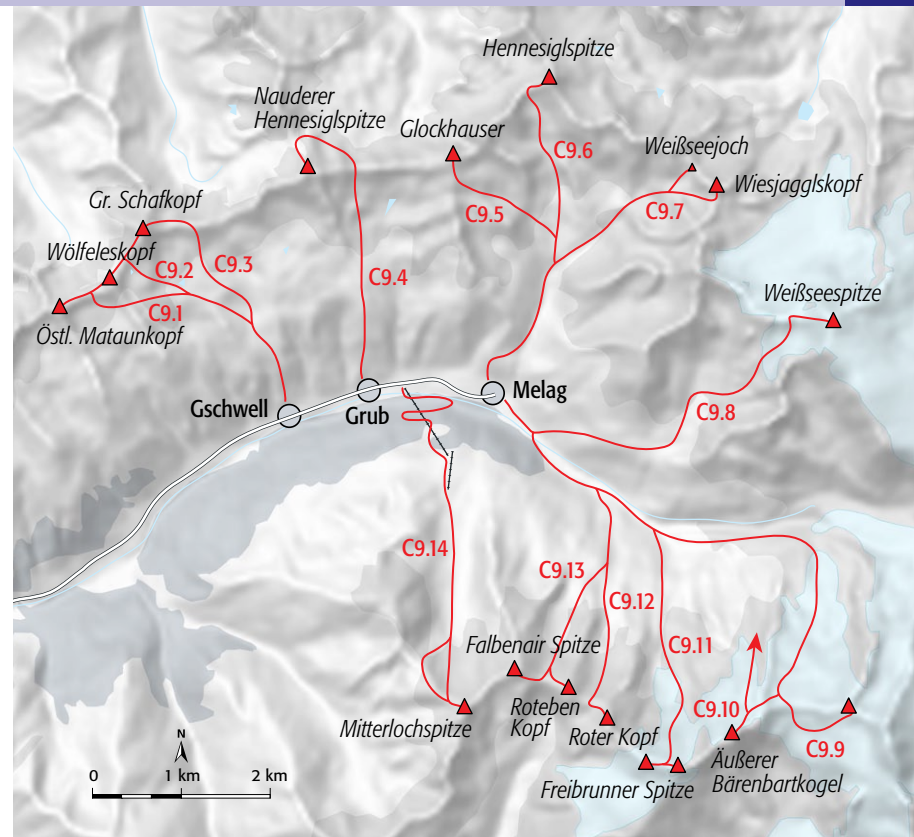 Hennesiglspitze
Nauderer
Hennesiglspitze
Glockhauser
C9.6
Weißseejoch
Wiesjagglskopf
C9.5
C9.7
Gr. Schafkopf
Wölfeleskopf
C9.3
C9.2
C9.4
C9.1
Östl. Mataunkopf
Weißseespitze
Gschwell
Grub
Melag
C9.8
C9.14
C9.13
C9.12
C9.11
Falbenair Spitze
Mitterlochspitze
Roteben
Kopf
Roter Kopf
C9.10
C9.9
Freibrunner Spitze
Äußerer
Bärenbartkogel
N
0 1 km 2 km